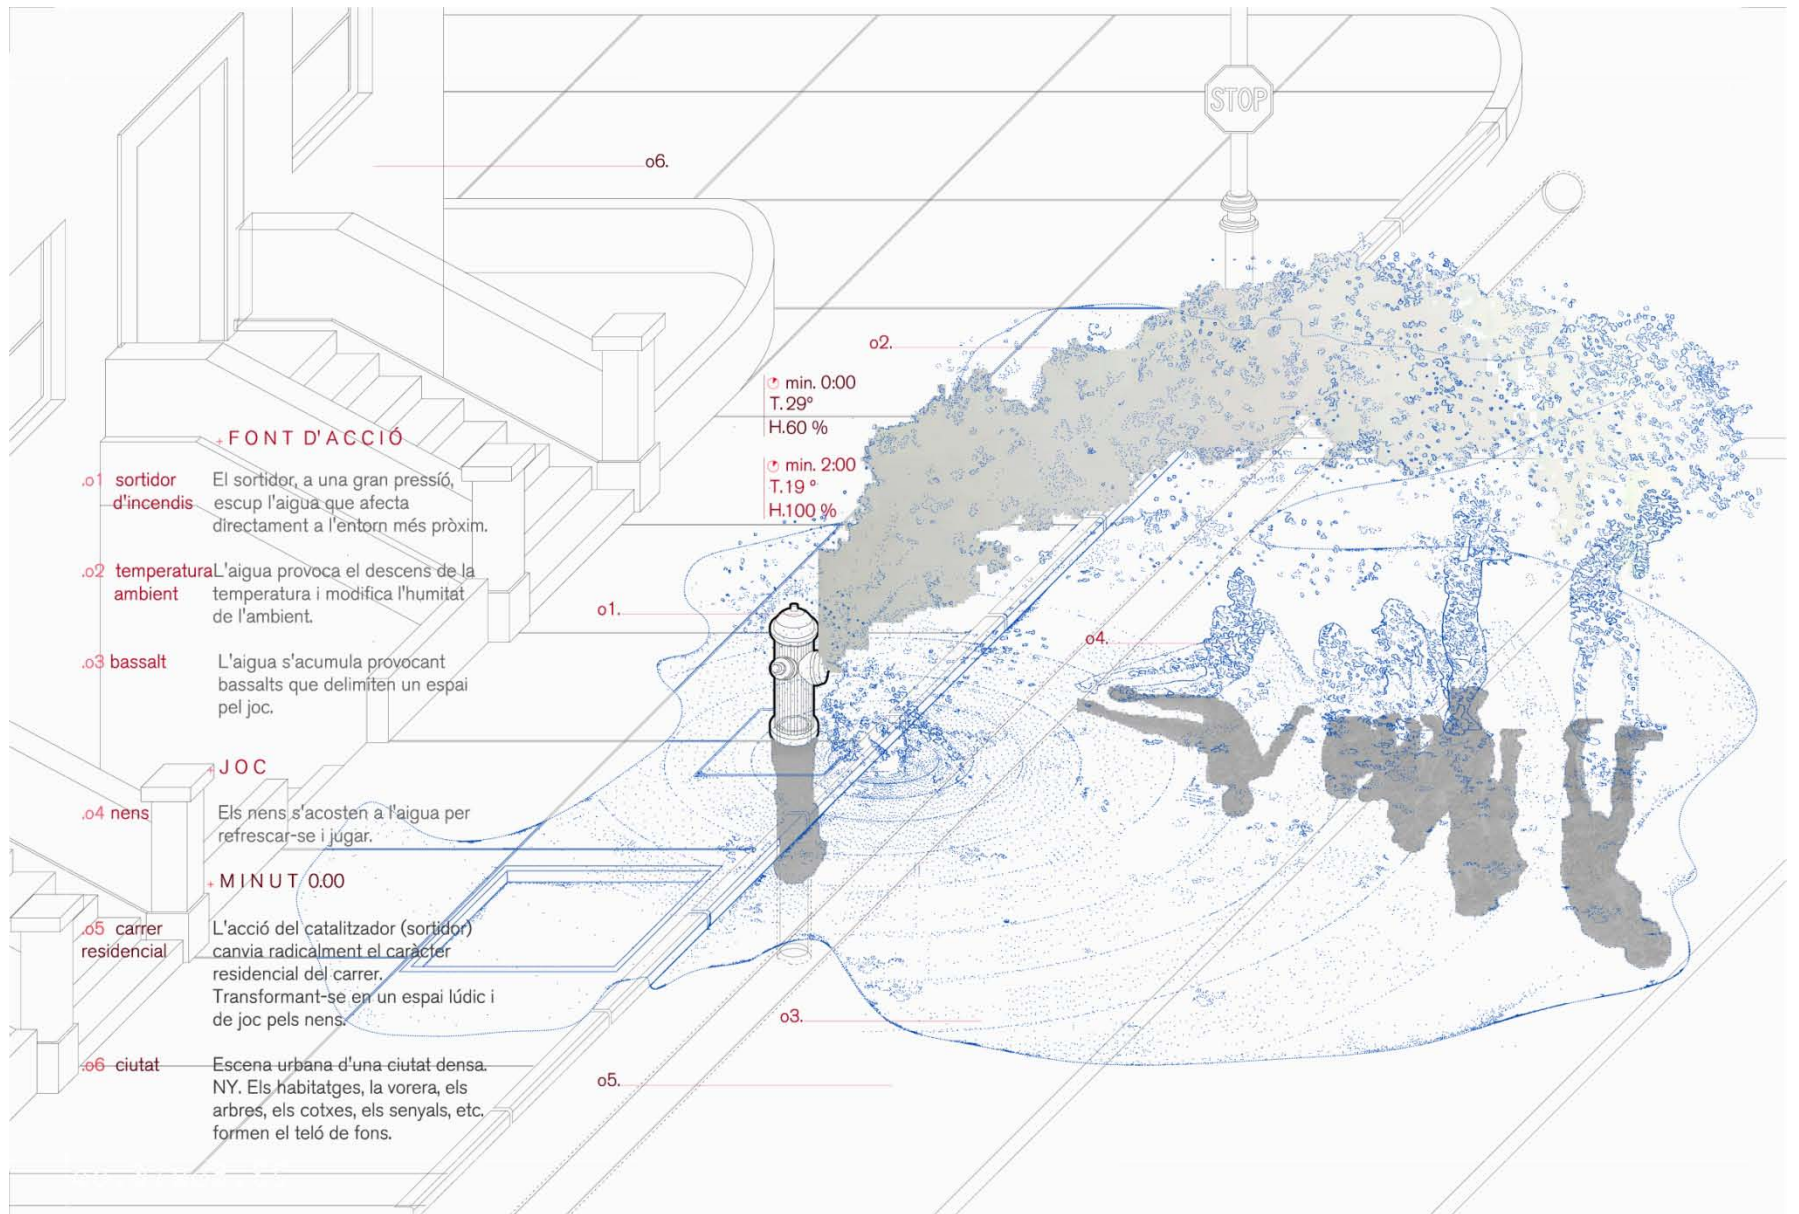 STOP
o6.
o2.
min. 0:00
T. 29°
H.60 %
min. 2:00
T.19 °
H.100 %
o1.
o4.
o3.
o5.
+ FONT D'ACCIÓ
.o1 sortidor d'incendis
El sortidor, a una gran pressió,
escup l'aigua que afecta
directament a l'entorn més pròxim.
.o2 temperatura ambient
L'aigua provoca el descens de la
temperatura i modifica l'humitat
de l'ambient.
.o3 bassalt
L'aigua s'acumula provocant
bassalts que delimiten un espai
pel joc.
+ JOC
.o4 nens
Els nens s'acosten a l'aigua per
refrescar-se i jugar.
+ MINUT 0.00
.o5 carrer residencial
L'acció del catalitzador (sortidor)
canvia radicalment el caràcter
residencial del carrer.
Transformant-se en un espai lúdic i
de joc pels nens.
.o6 ciutat
Escena urbana d'una ciutat densa.
NY. Els habitatges, la vorera, els
arbres, els cotxes, els senyals, etc.
formen el teló de fons.